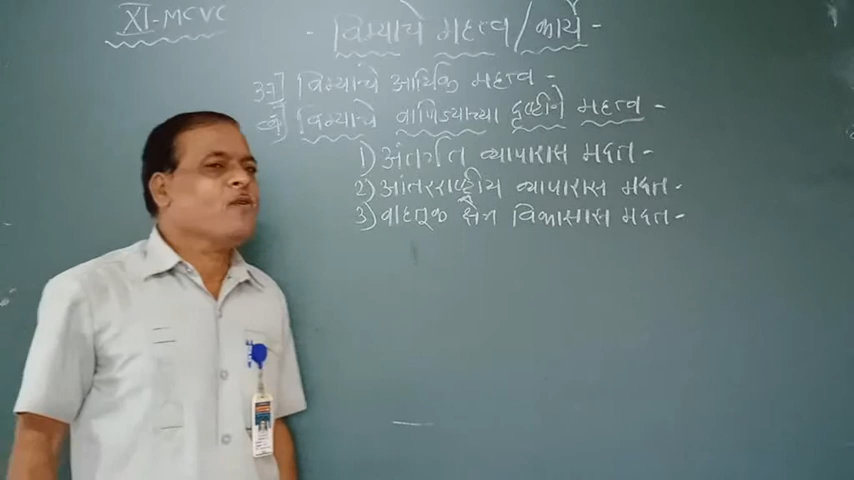 XI-MCVC
- विम्याचे महत्व/कार्ये -
अ] विम्यांचे आर्थिक महत्व -
ब] विम्यांचे वाणिज्याच्या दृष्टीने महत्व -
1) अंतर्गत व्यापारास मदत -
2) आंतरराष्ट्रीय व्यापारास मदत -
3) वाहतूक क्षेत्र विकासास मदत -